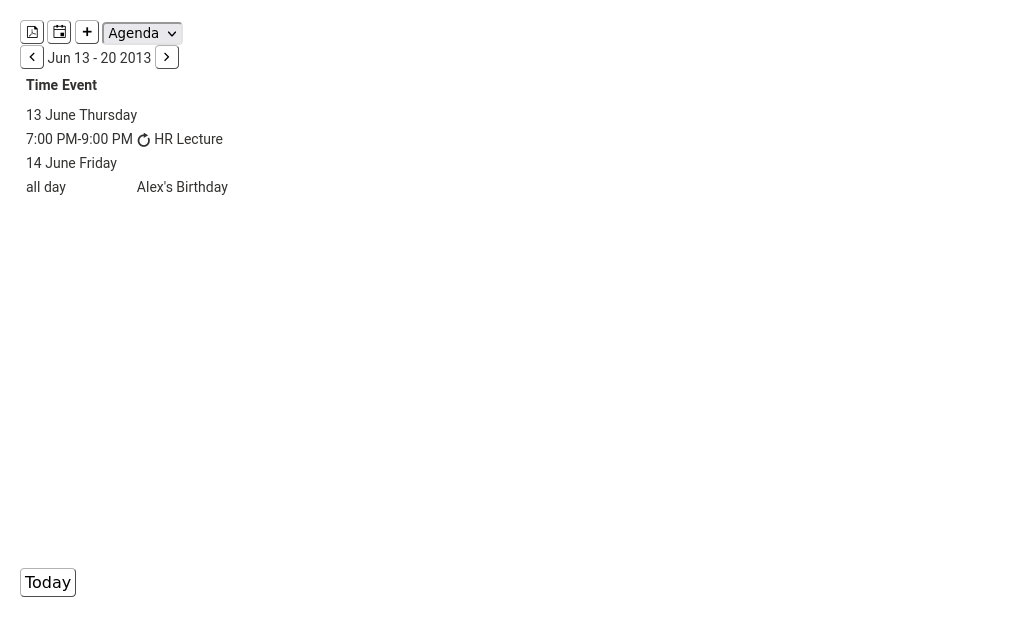 Agenda
Jun 13 - 20 2013
Time Event
13 June Thursday
7:00 PM-9:00 PM HR Lecture
14 June Friday
all day Alex's Birthday
Today